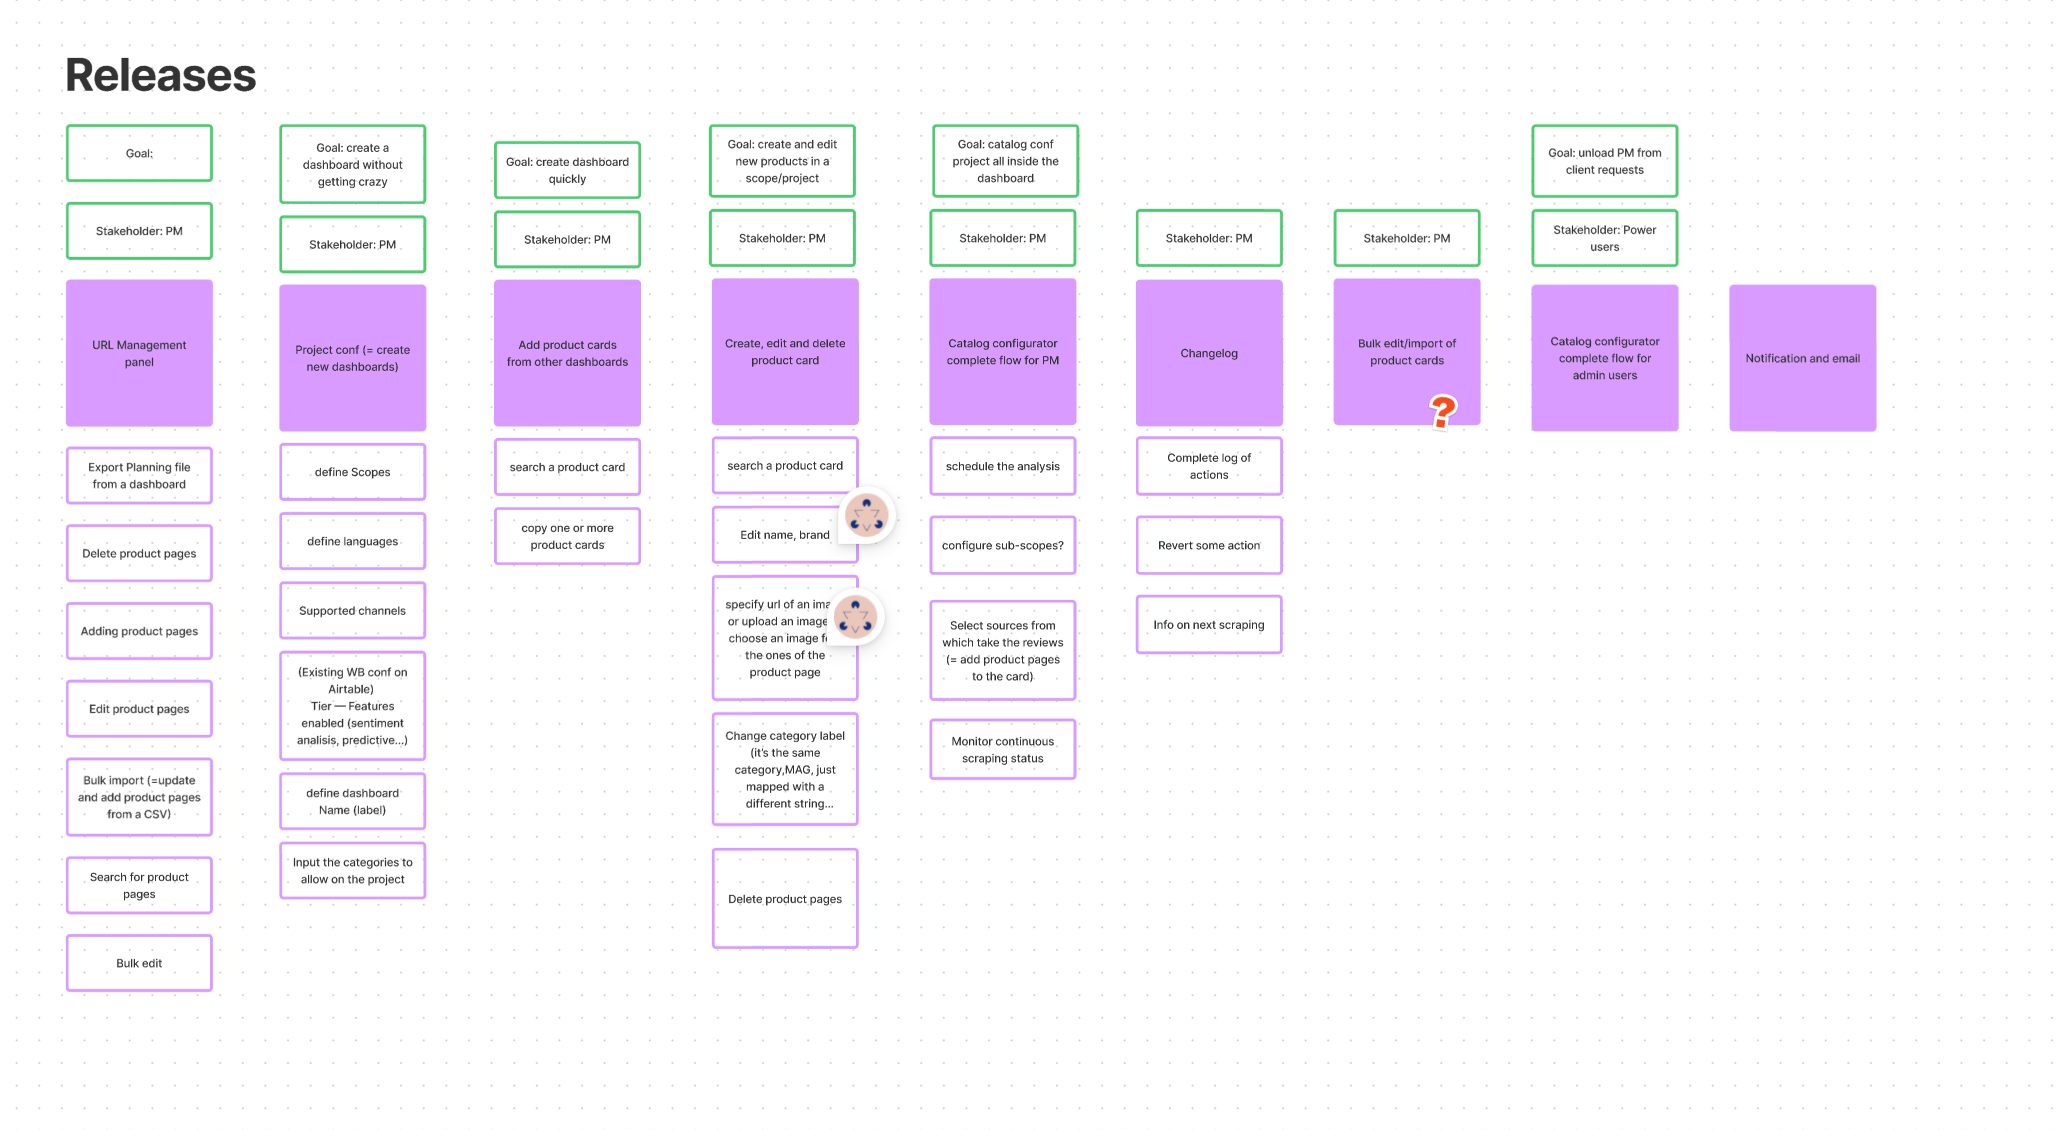 Releases
Goal:
Stakeholder: PM
URL Management
panel
Export Planning file
from a dashboard
Delete product pages
Adding product pages
Edit product pages
Bulk import (=update
and add product pages
from a CSV)
Search for product
pages
Bulk edit
Goal: create a
dashboard without
getting crazy
Stakeholder: PM
Project conf (= create
new dashboards)
define Scopes
define languages
Supported channels
(Existing WB conf on
Airtable)
Tier — Features
enabled (sentiment
analisis, predictive...)
define dashboard
Name (label)
Input the categories to
allow on the project
Goal: create dashboard
quickly
Stakeholder: PM
Add product cards
from other dashboards
search a product card
copy one or more
product cards
Goal: create and edit
new products in a
scope/project
Stakeholder: PM
Create, edit and delete
product card
search a product card
Edit name, brand
specify url of an
or upload an image
choose an image
the ones of the
product page
Change category label
(it's the same
category,MAG, just
mapped with a
different string...
Delete product pages
Goal: catalog conf
project all inside the
dashboard
Stakeholder: PM
Catalog configurator
complete flow for PM
schedule the analysis
configure sub-scopes?
Select sources from
which take the reviews
(= add product pages
to the card)
Monitor continuous
scraping status
Stakeholder: PM
Changelog
Complete log of
actions
Revert some action
Info on next scraping
Stakeholder: PM
Bulk edit/import of
product cards
?
Goal: unload PM from
client requests
Stakeholder: Power
users
Catalog configurator
complete flow for
admin users
Notification and email